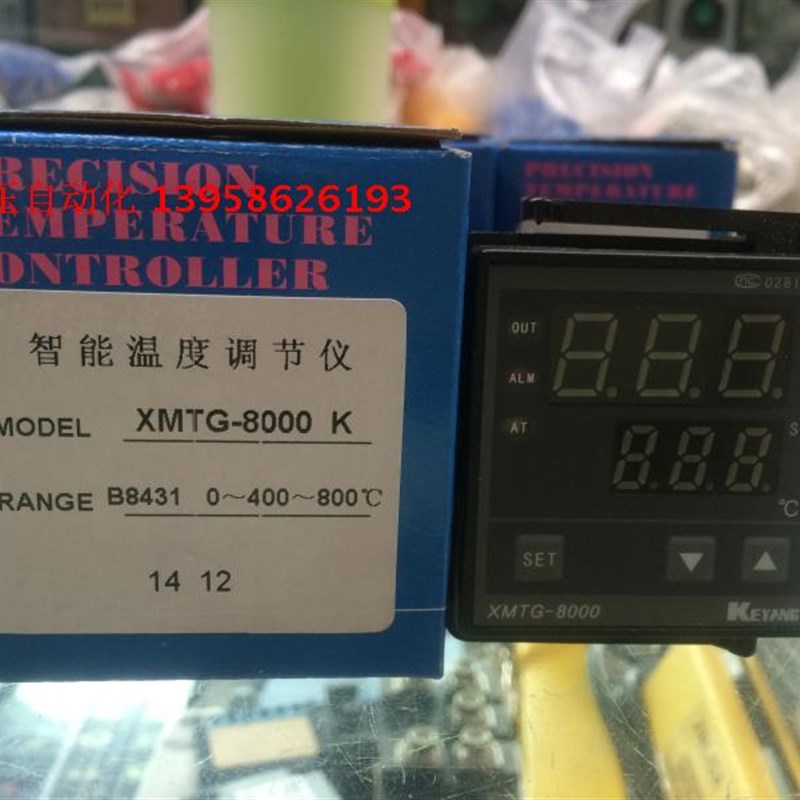 RECISION
自动化 13958626193
EMPERATURE
ONTROLLER
智能温度调节仪
MODEL XMTG-8000 K
RANGE B8431 0～400～800℃
14 12
PRECISION
TEMPERATURE
0281
OUT
ALM
AT
S
℃
SET
▼ ▲
XMTG-8000
KEYANG